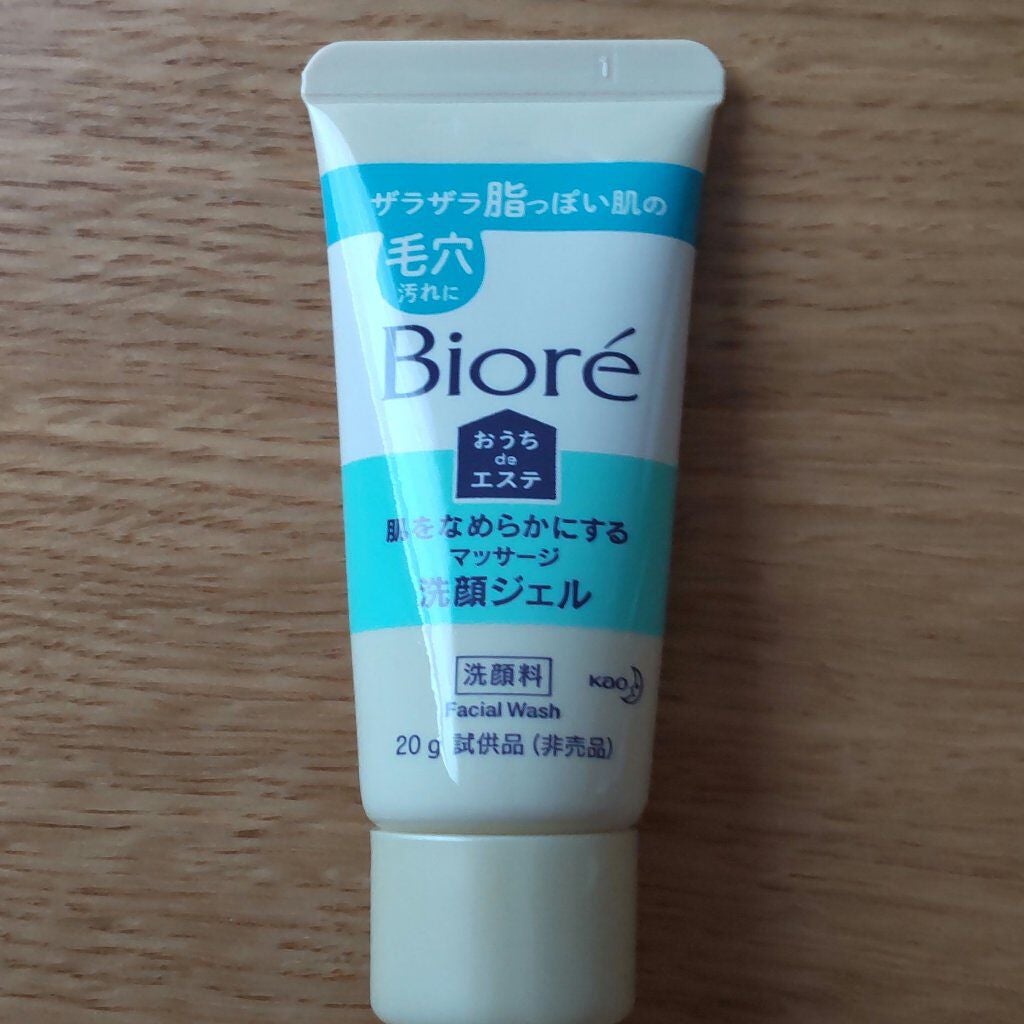 ザラザラ脂っぽい肌の
毛穴
汚れに
Bioré
おうち
de
エステ
肌をなめらかにする
マッサージ
洗顔ジェル
洗顔料
Kao
Facial Wash
20g 試供品(非売品)